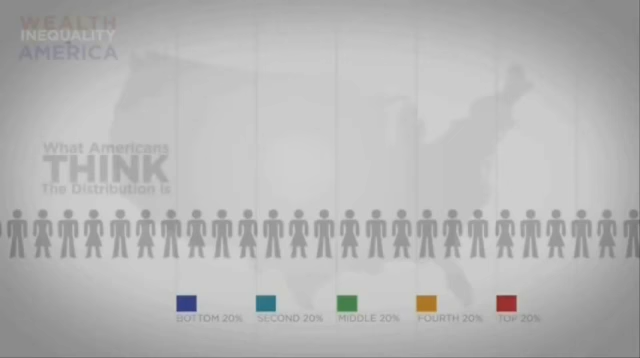 WEALTH
INEQUALITY
AMERICA
What Americans
THINK
The Distribution Is
BOTTOM 20%
SECOND 20%
MIDDLE 20%
FOURTH 20%
TOP 20%